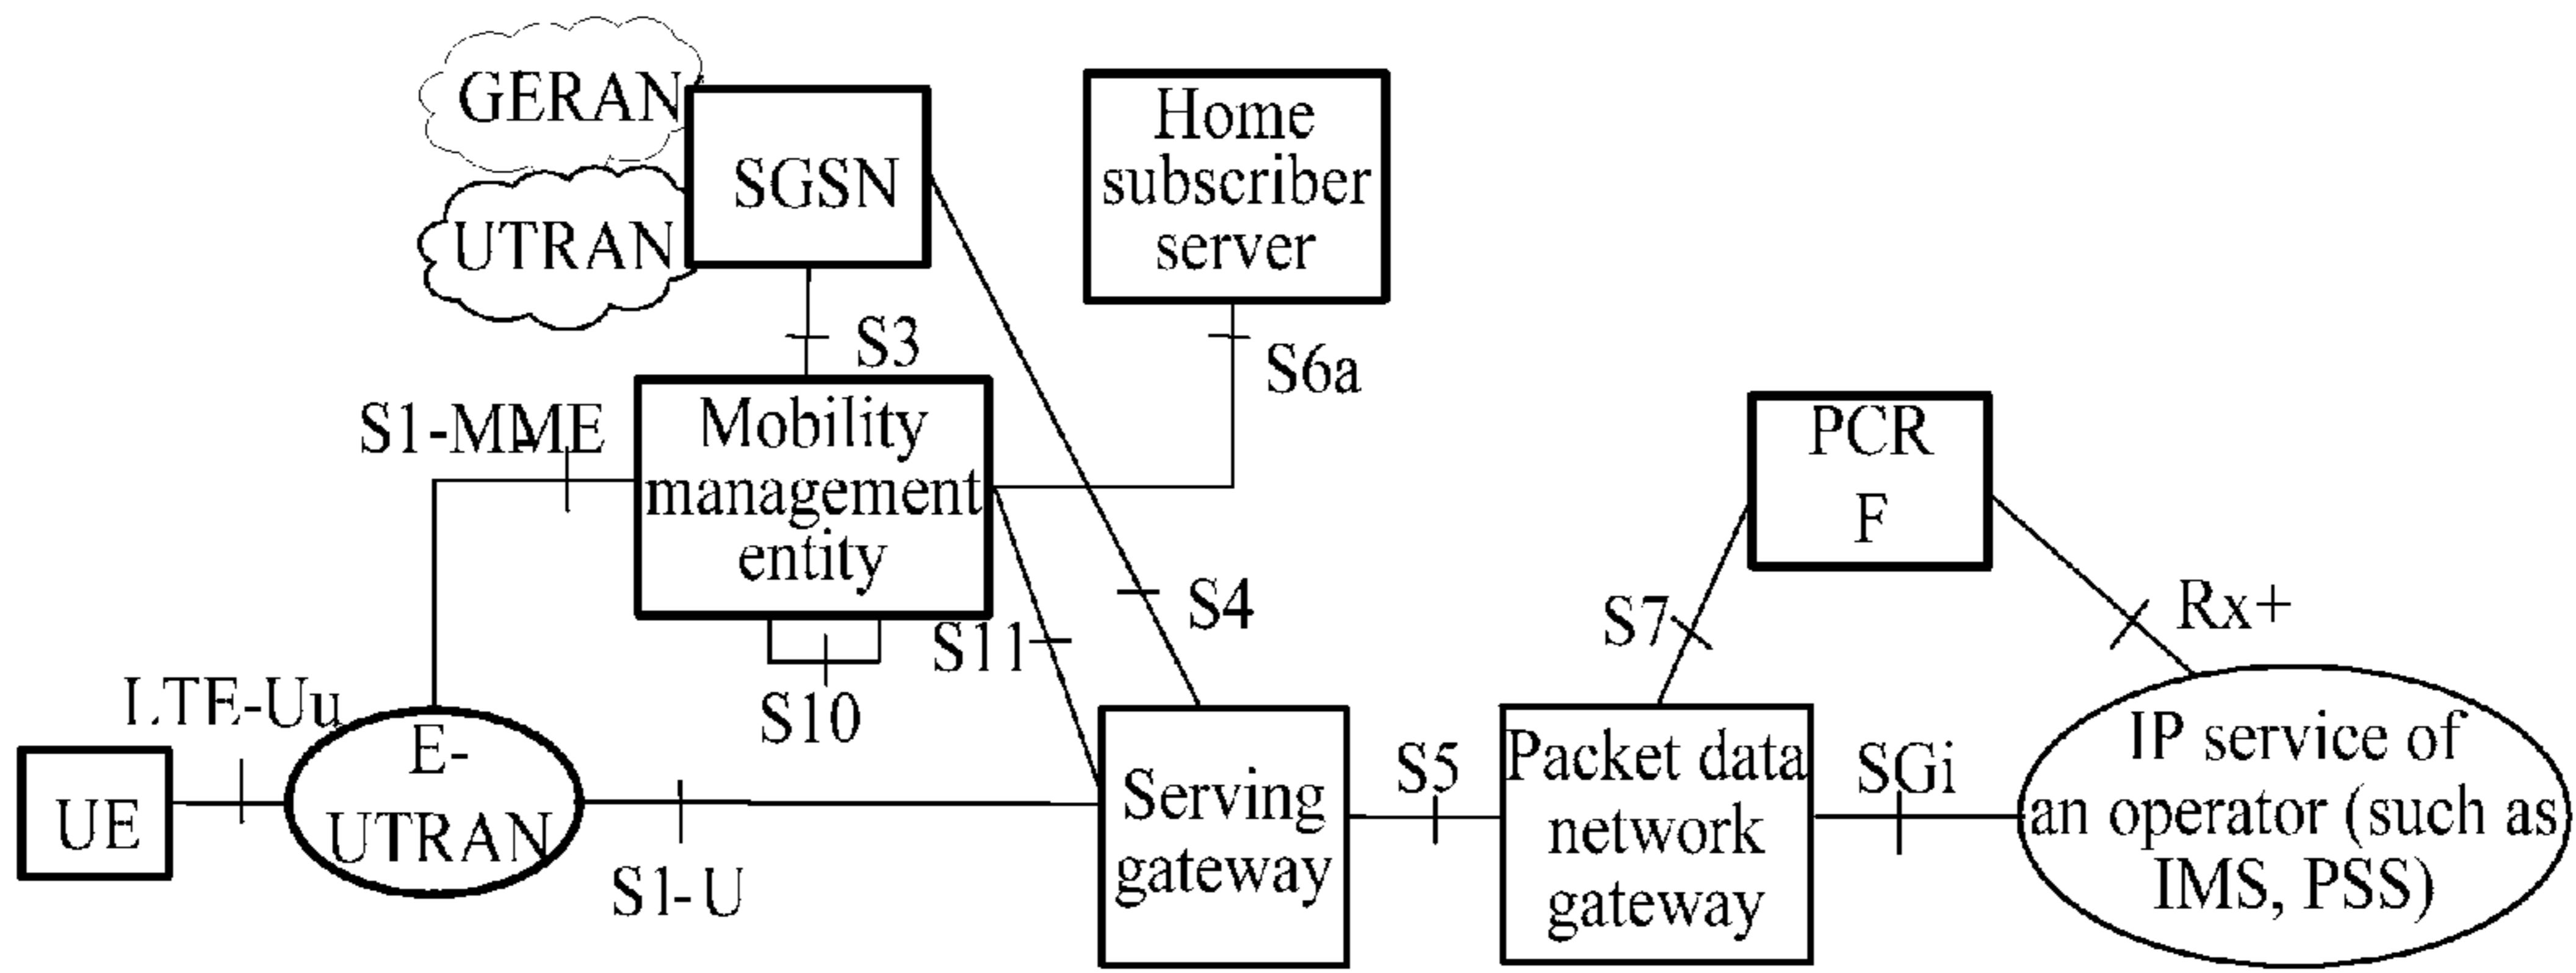 GERAN
UTRAN
SGSN
Home
subscriber
server
S3
S6a
S1-MME
Mobility
management
entity
PCR
F
S4
S7
Rx+
S11
S10
LTE-Uu
E-
UTRAN
UE
S1-U
Serving
gateway
S5
Packet data
network
gateway
SGi
IP service of
an operator (such as
IMS, PSS)